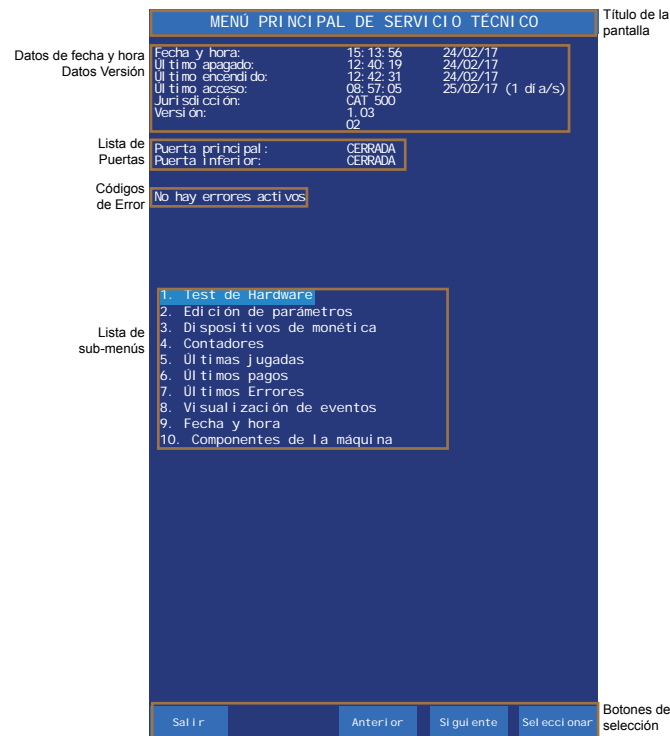 MENÚ PRINCIPAL DE SERVICIO TÉCNICO
Título de la
pantalla
Datos de fecha y hora
Datos Versión
Fecha y hora: 15:13:56 24/02/17
Último apagado: 12:40:19 24/02/17
Último encendido: 12:42:31 24/02/17
Último acceso: 08:57:05 25/02/17 (1 día/s)
Jurisdicción: CAT 500
Versión: 1.03
02
Lista de
Puertas
Puerta principal: CERRADA
Puerta inferior: CERRADA
Códigos
de Error
No hay errores activos
Lista de
sub-menús
1. Test de Hardware
2. Edición de parámetros
3. Dispositivos de monética
4. Contadores
5. Últimas jugadas
6. Últimos pagos
7. Últimos Errores
8. Visualización de eventos
9. Fecha y hora
10. Componentes de la máquina
Salir Anterior Siguiente Seleccionar
Botones de
selección